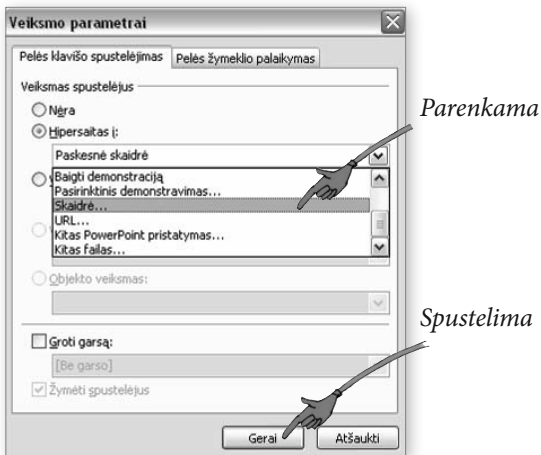 Veiksmo parametrai
Pelės klavišo spustelėjimas Pelės žymeklio palaikymas
Veiksmas spustelėjus
Nėra
Hipersaitas į:
Parenkama
Paskesnė skaidrė
Baigti demonstraciją
Pasirinktinis demonstravimas...
Skaidrė...
URL...
Kitas PowerPoint pristatymas...
Kitas failas...
Objekto veiksmas:
Spustelima
Groti garsą:
[Be garso]
Žymėti spustelėjus
Gerai Atšaukti